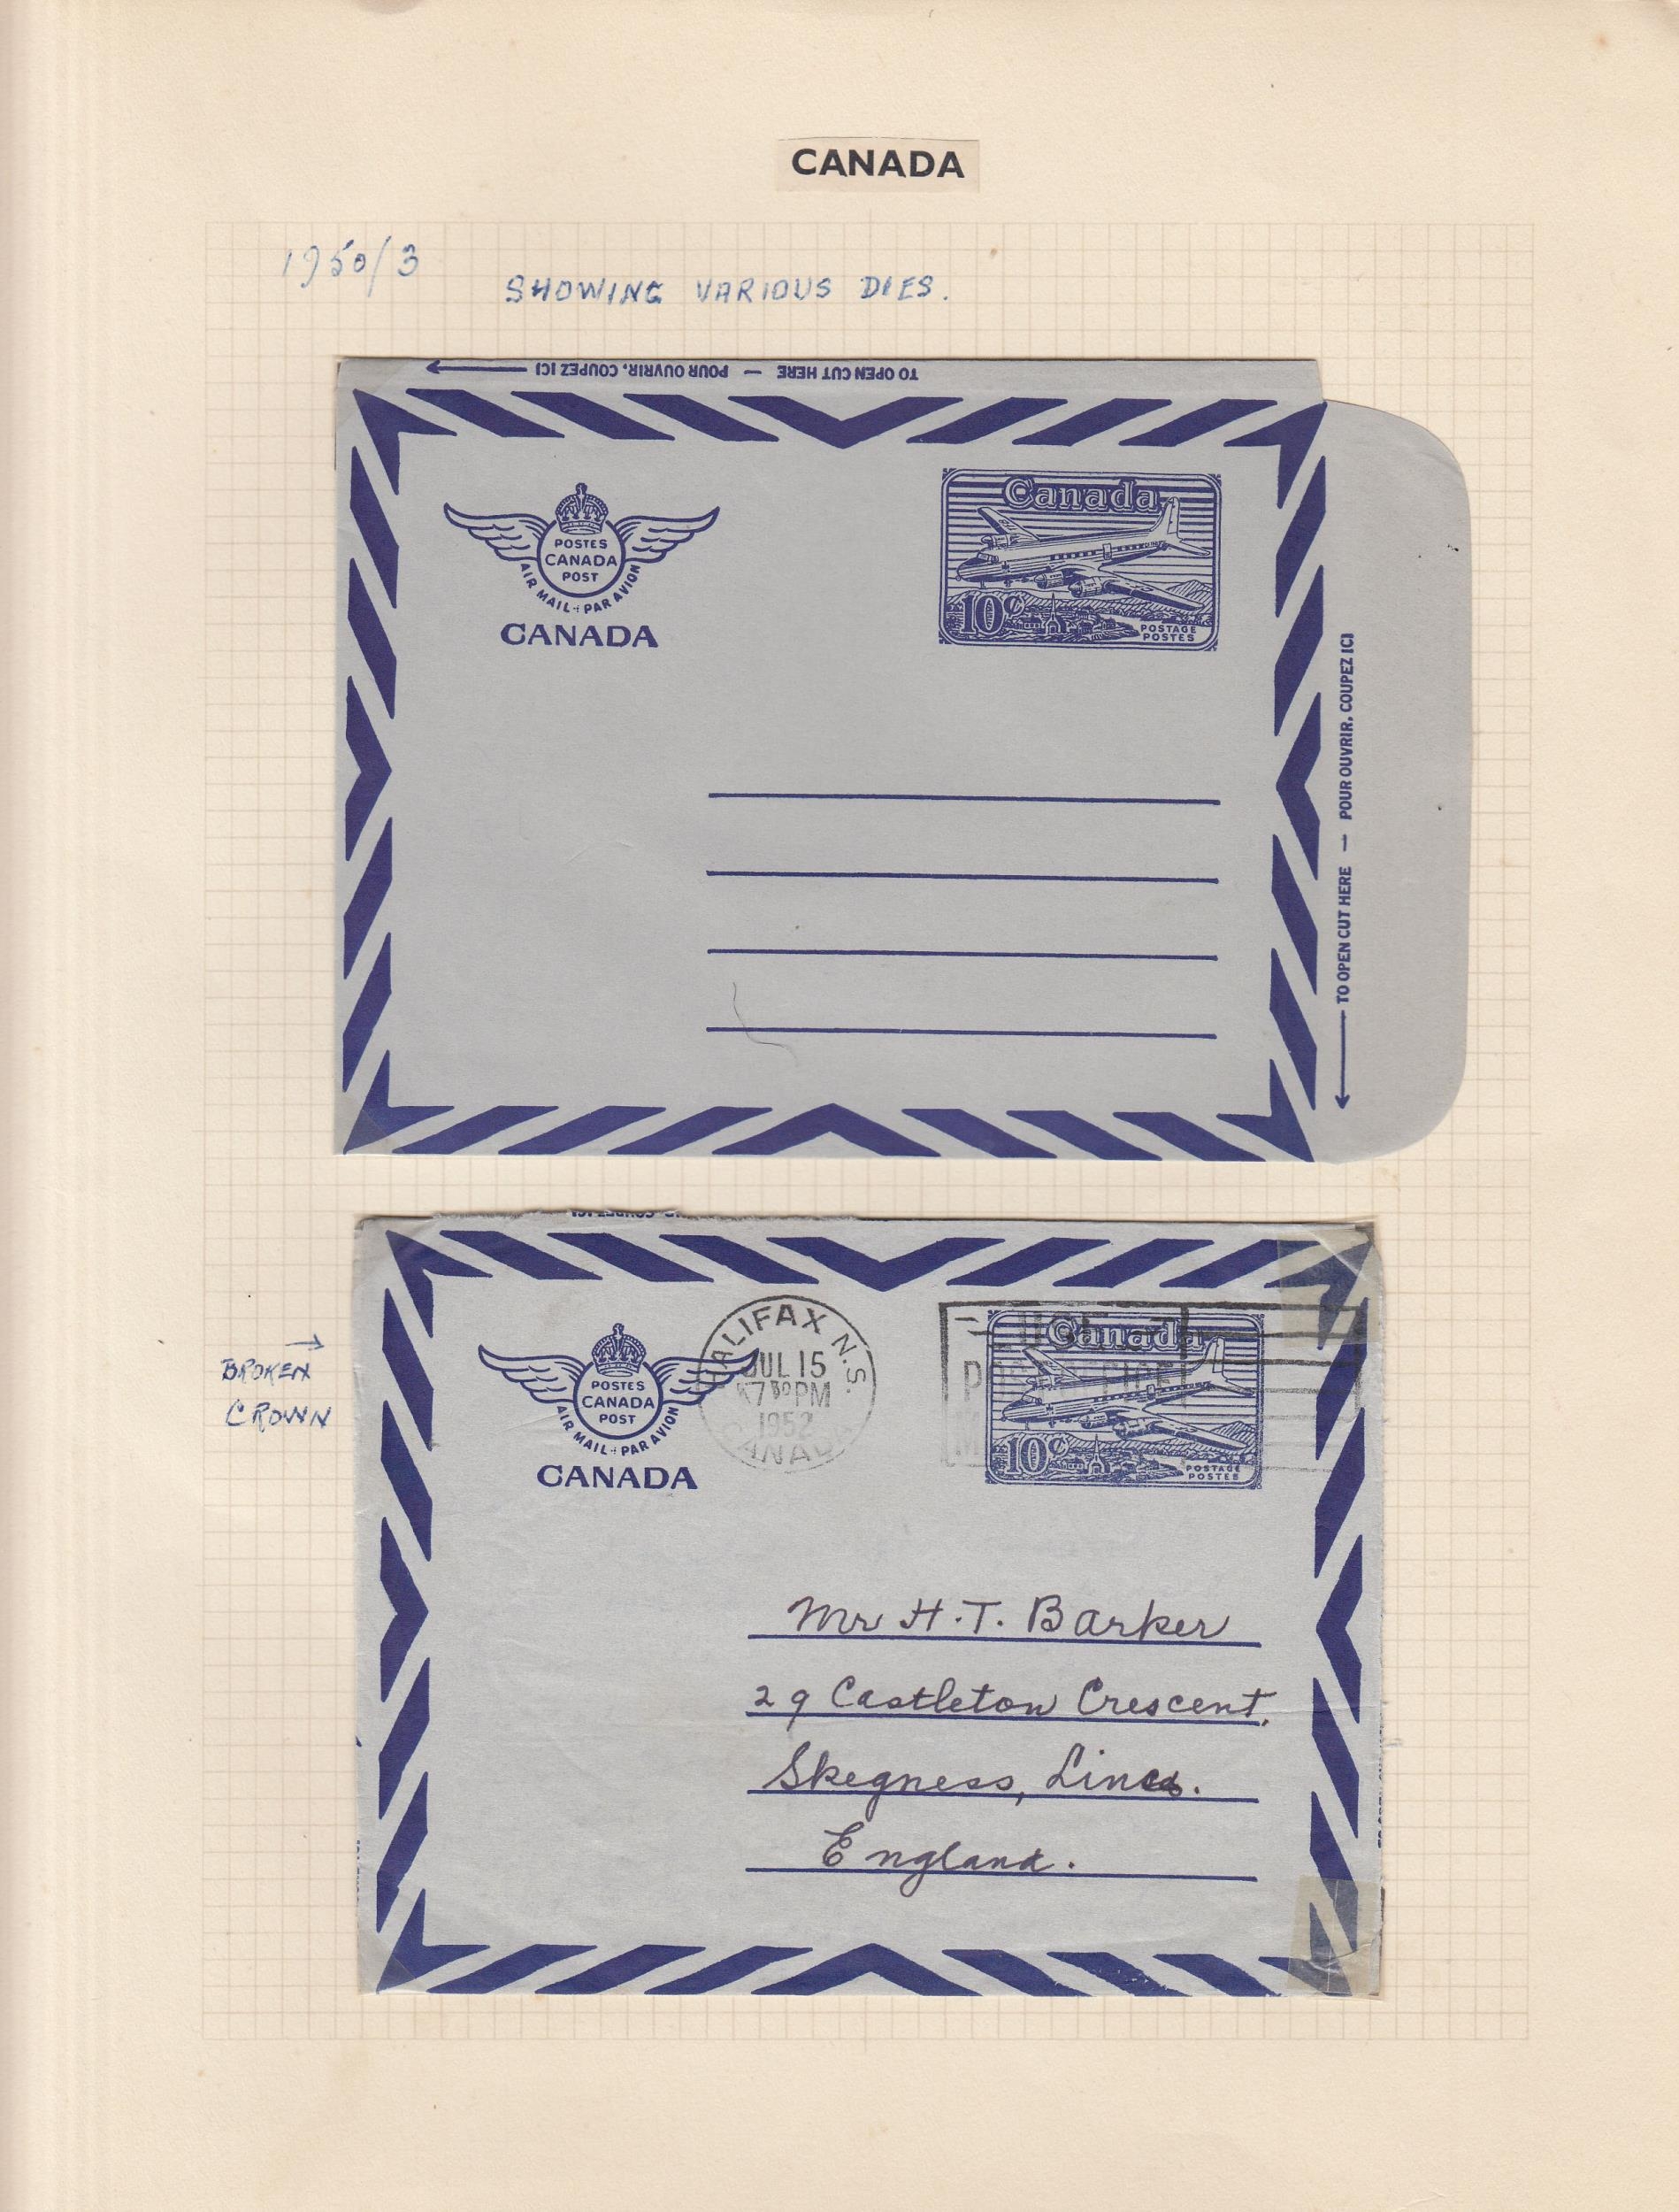 CANADA
1950/3
SHOWING VARIOUS DIES.
TO OPEN CUT HERE — POUR OUVRIR, COUPEZ ICI
Canada
10¢
POSTAGE
POSTES
POSTES
CANADA
POST
AIR MAIL + PAR AVION
CANADA
TO OPEN CUT HERE — POUR OUVRIR, COUPEZ ICI
BROKEN
CROWN
POSTES
CANADA
POST
AIR MAIL + PAR AVION
CANADA
HALIFAX N.S.
JUL 15
7 30 PM
1952
CANADA
Canada
10¢
POSTAGE
POSTES
Mr H.T. Barker
29 Castleton Crescent,
Skegness, Lincs.
England.